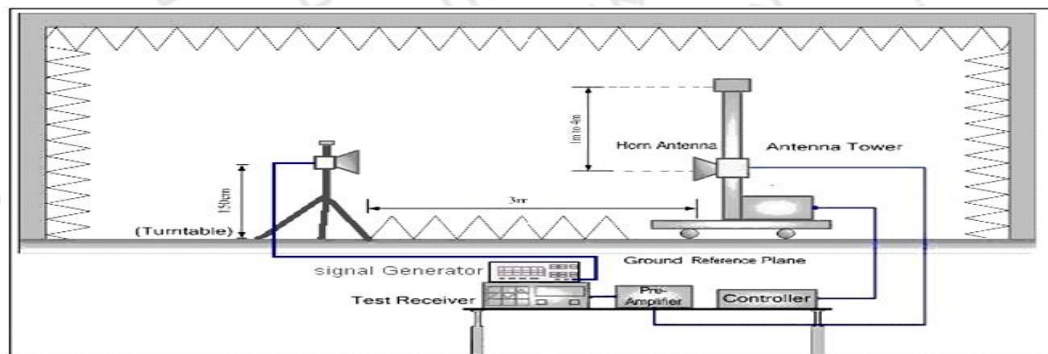 1m to 4m
Horn Antenna
Antenna Tower
150cm
3m
(Turntable)
Ground Reference Plane
signal Generator
Test Receiver
Pre-
Amplifier
Controller